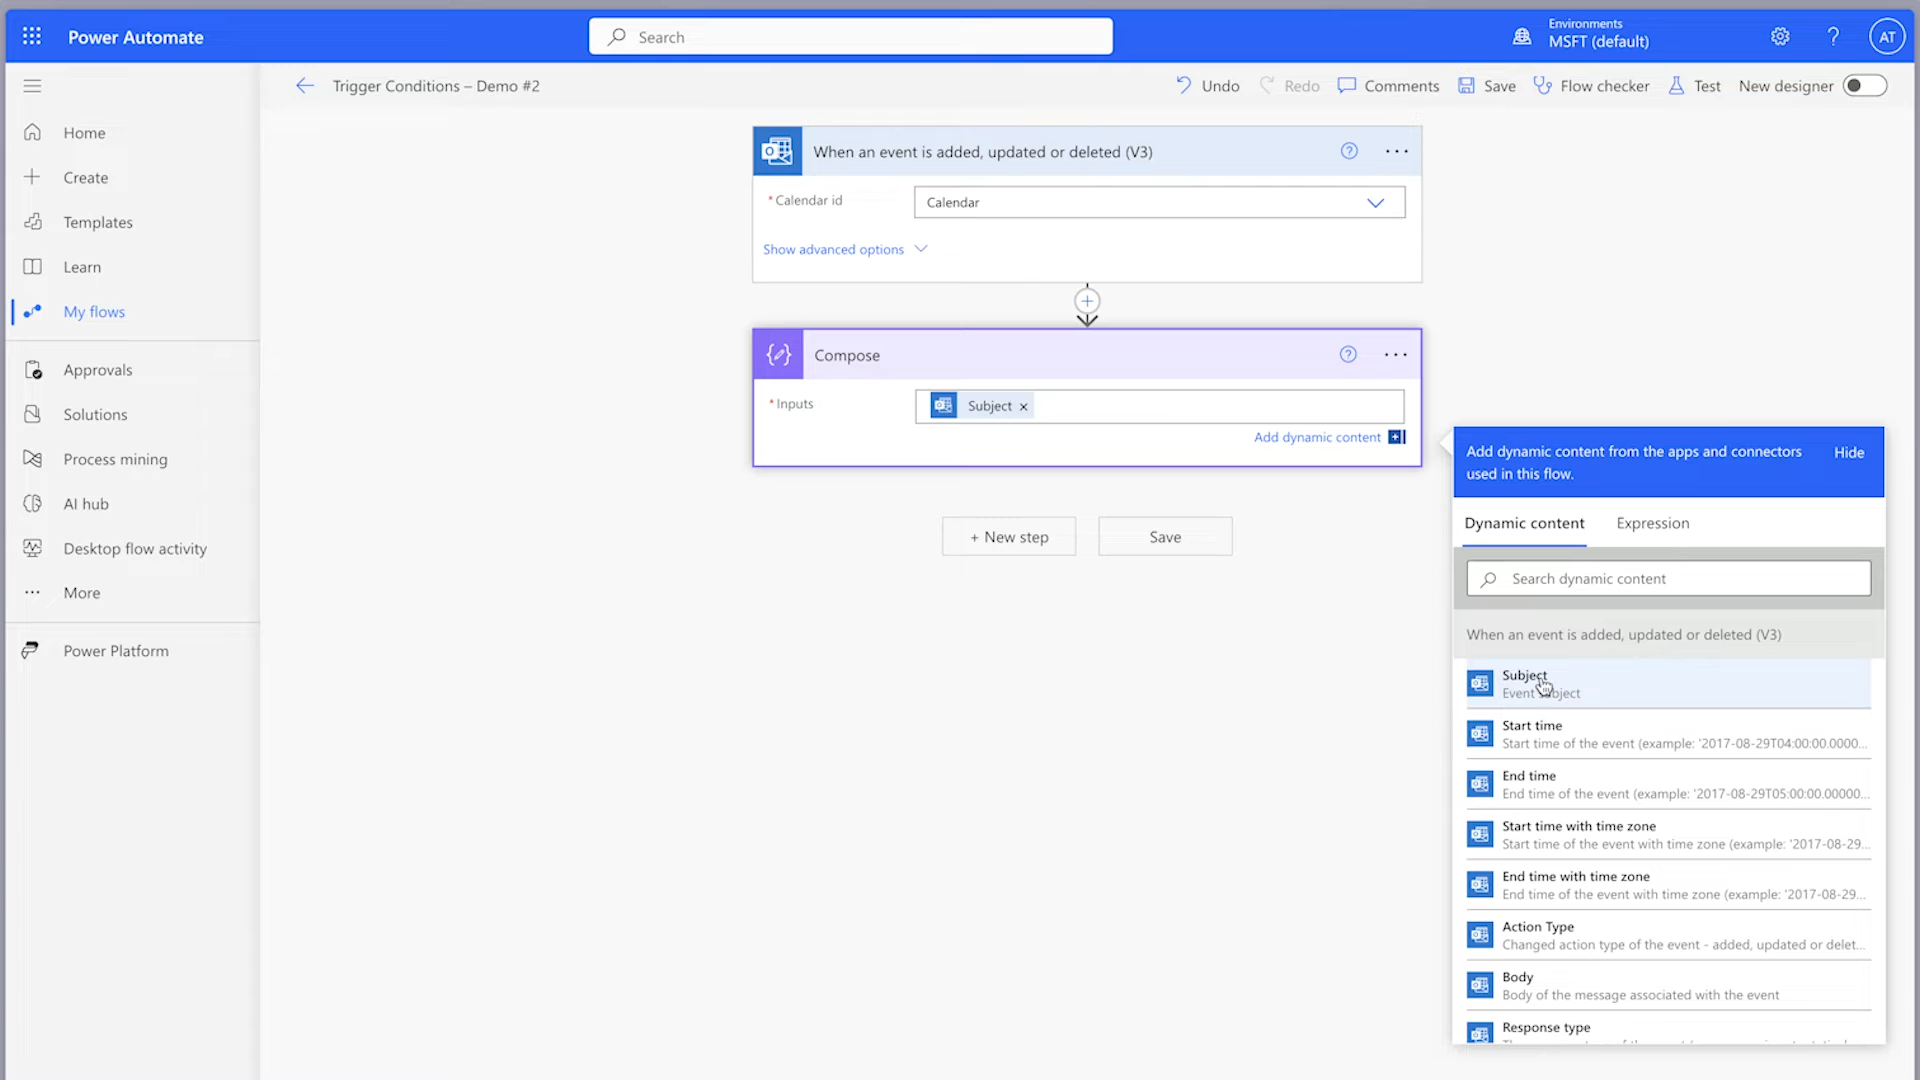 Power Automate
Search
Environments
MSFT (default)
AT
Trigger Conditions – Demo #2
Undo
Redo
Comments
Save
Flow checker
Test
New designer
Home
Create
Templates
Learn
My flows
Approvals
Solutions
Process mining
AI hub
Desktop flow activity
More
Power Platform
When an event is added, updated or deleted (V3)
* Calendar id
Calendar
Show advanced options
Compose
* Inputs
Subject
Add dynamic content
+ New step
Save
Add dynamic content from the apps and connectors
used in this flow.
Hide
Dynamic content
Expression
Search dynamic content
When an event is added, updated or deleted (V3)
Subject
Event subject
Start time
Start time of the event (example: '2017-08-29T04:00:00.0000...
End time
End time of the event (example: '2017-08-29T05:00:00.00000...
Start time with time zone
Start time of the event with time zone (example: '2017-08-29...
End time with time zone
End time of the event with time zone (example: '2017-08-29...
Action Type
Changed action type of the event - added, updated or delet...
Body
Body of the message associated with the event
Response type